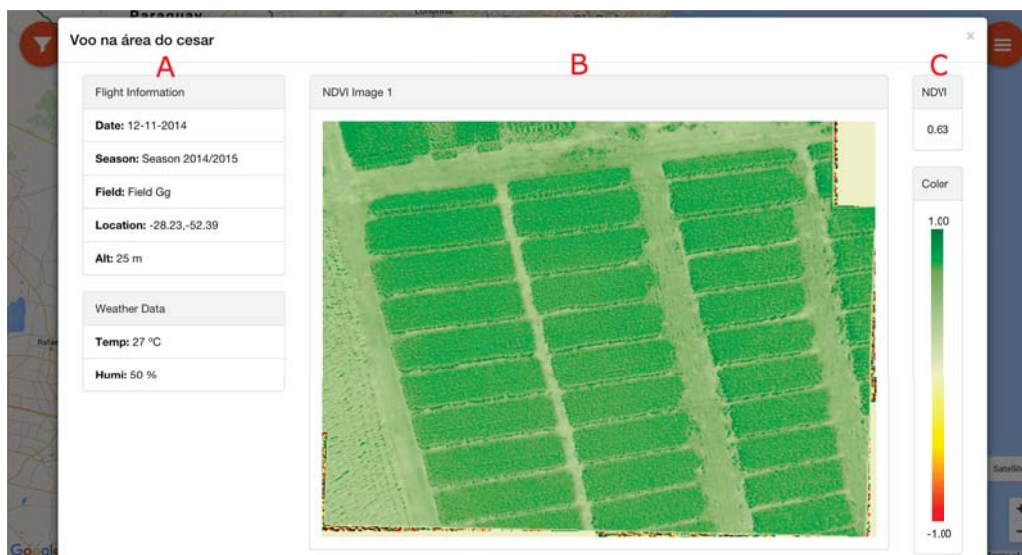 Paraguay
Voo na área do cesar
×
A
B
C
Flight Information
Date: 12-11-2014
Season: Season 2014/2015
Field: Field Gg
Location: -28.23,-52.39
Alt: 25 m
Weather Data
Temp: 27 ºC
Humi: 50 %
NDVI Image 1
NDVI
0.63
Color
1.00
-1.00
Google